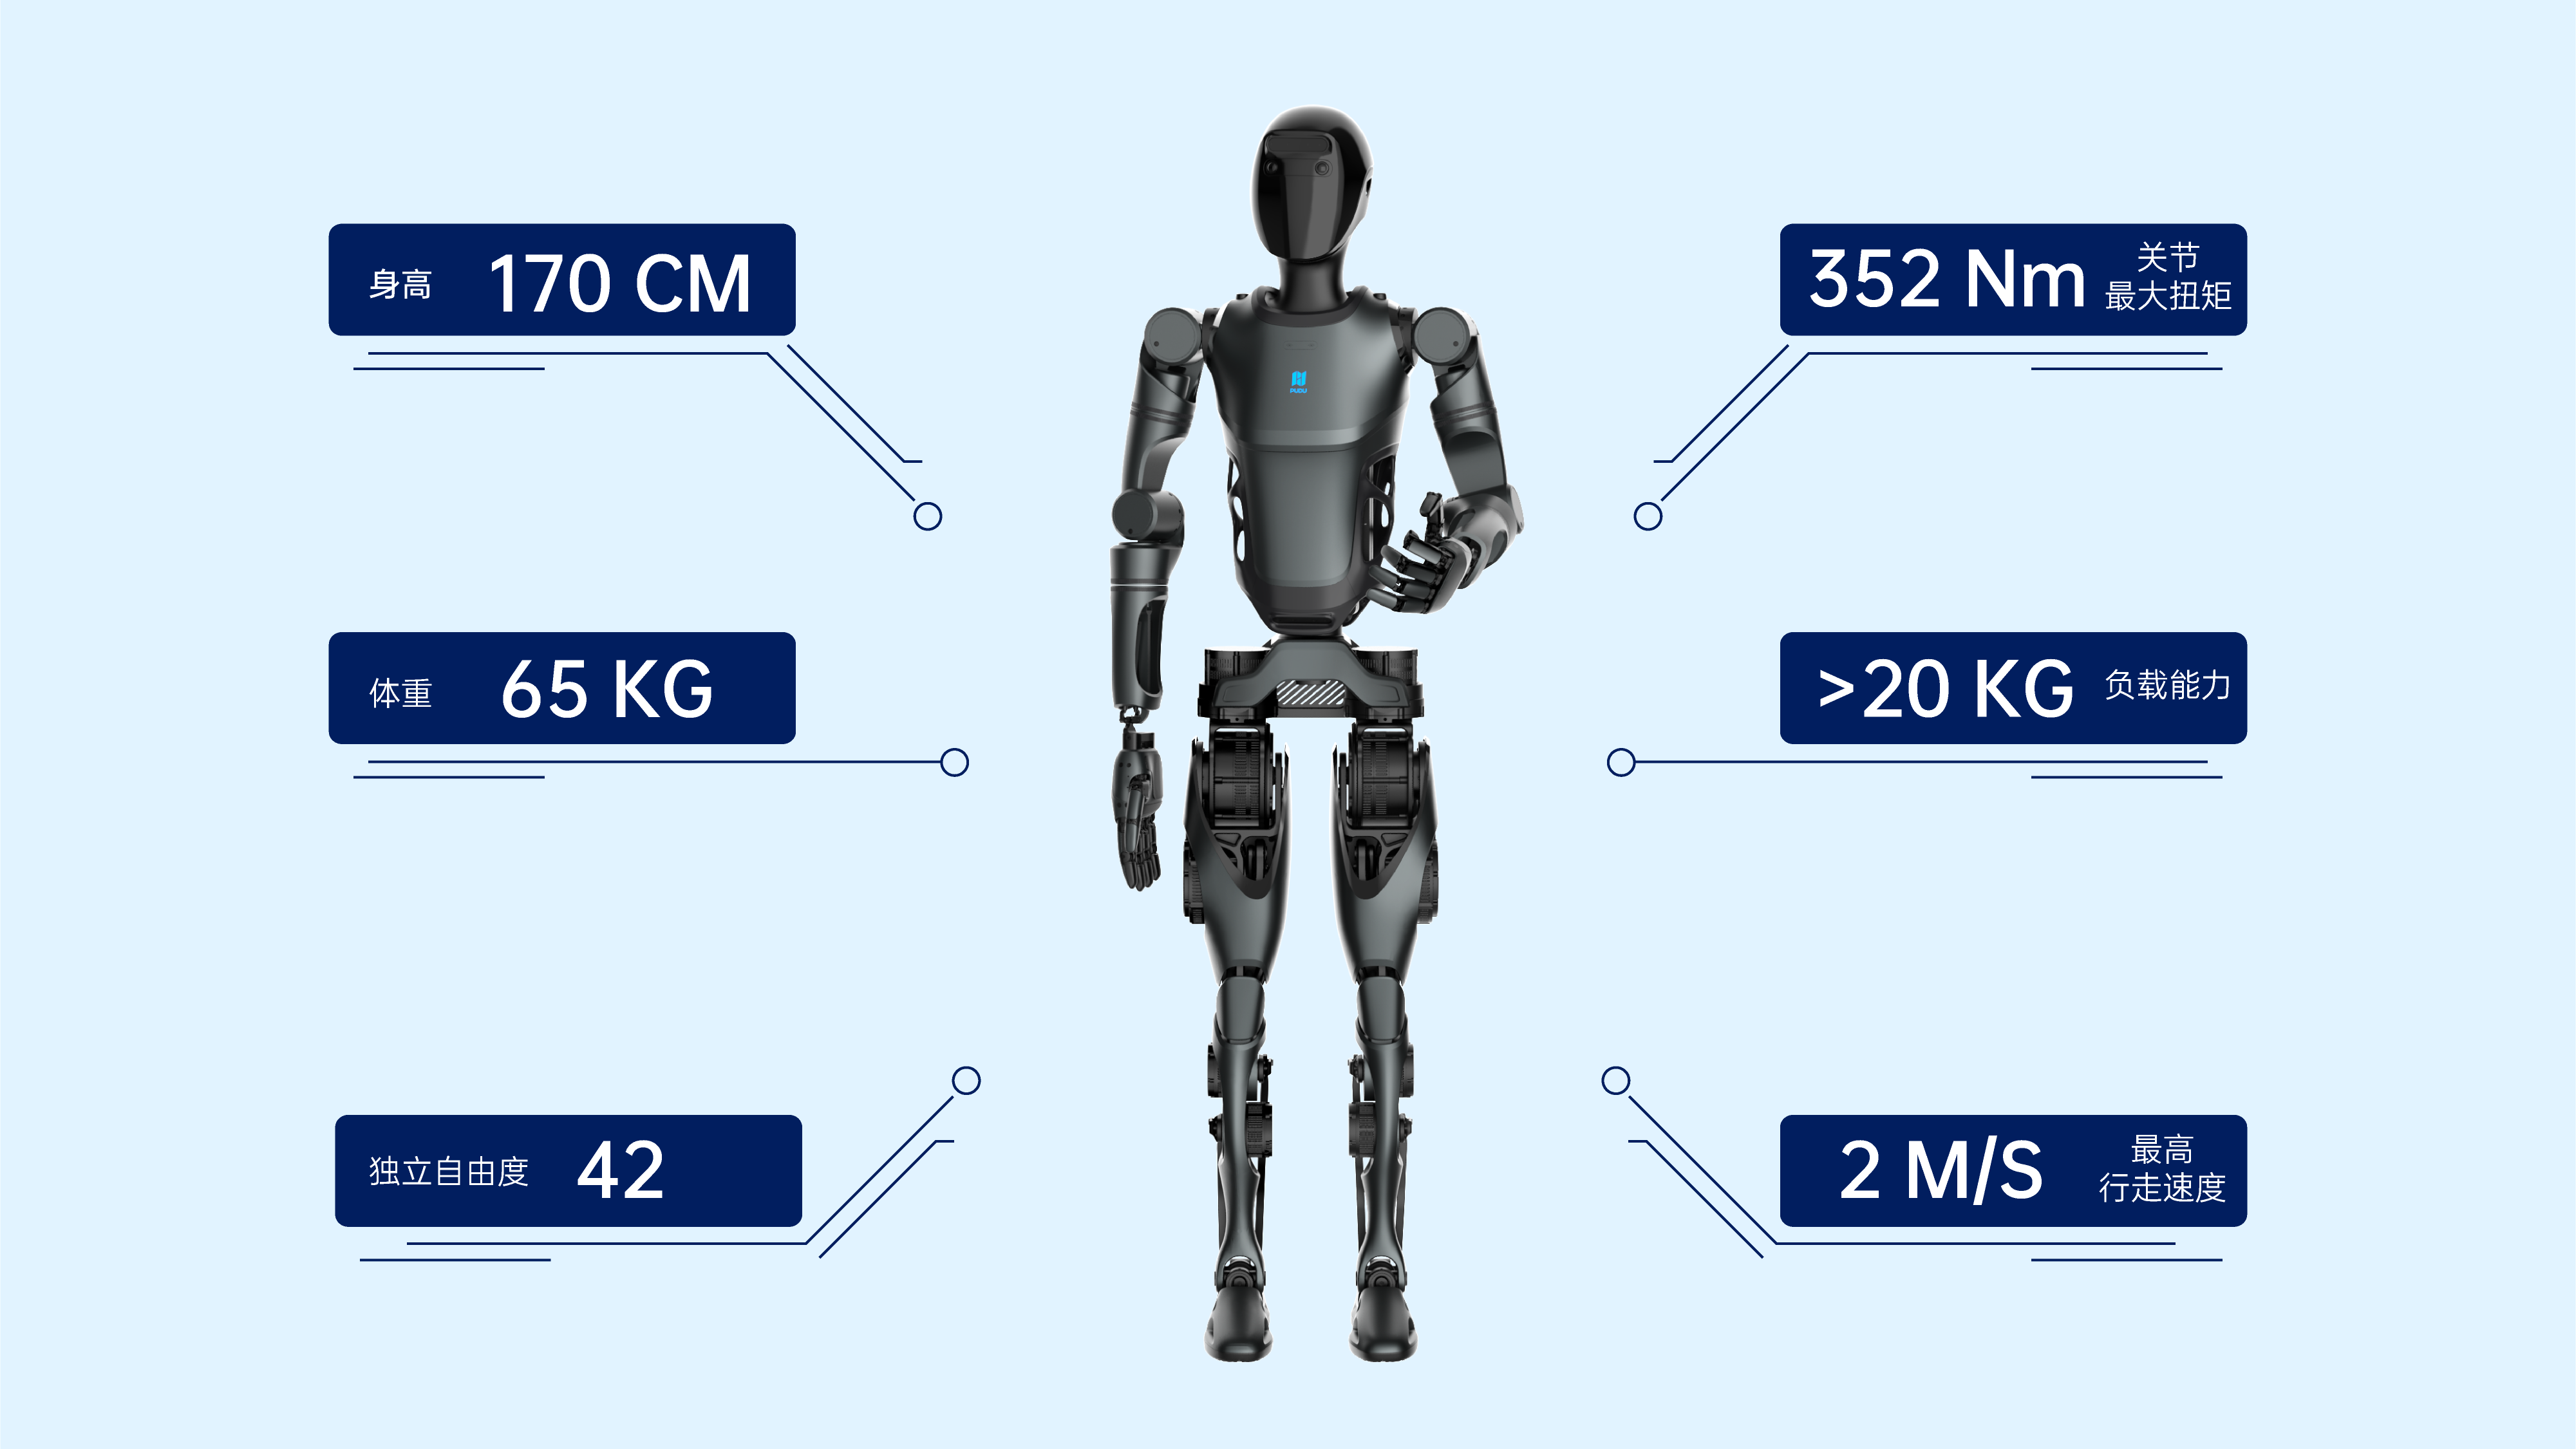 身高 170 CM
352 Nm 关节
最大扭矩
PUDU
体重 65 KG
>20 KG 负载能力
独立自由度 42
2 M/S 最高
行走速度